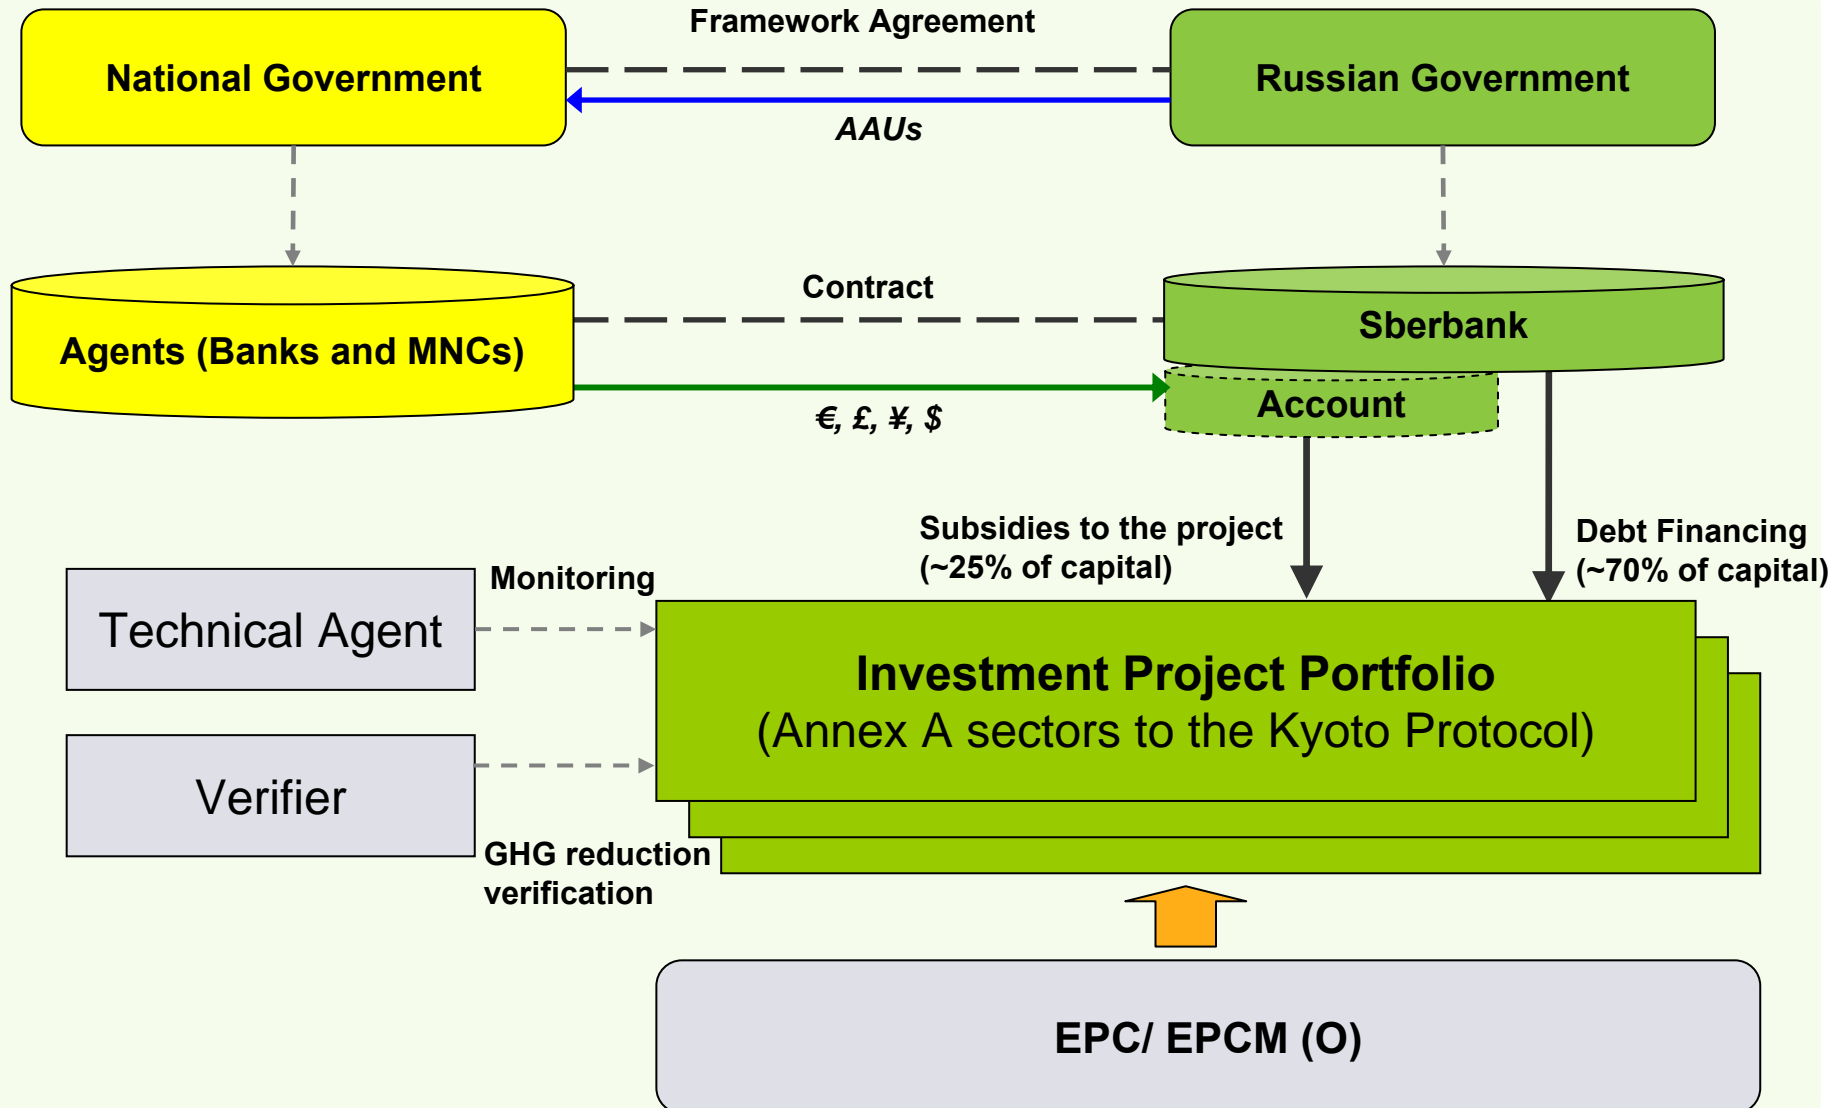 Framework Agreement
National Government
Russian Government
AAUs
Contract
Agents (Banks and MNCs)
Sberbank
Account
€, £, ¥, $
Subsidies to the project
(~25% of capital)
Debt Financing
(~70% of capital)
Monitoring
Technical Agent
Investment Project Portfolio
(Annex A sectors to the Kyoto Protocol)
Verifier
GHG reduction
verification
EPC/ EPCM (O)